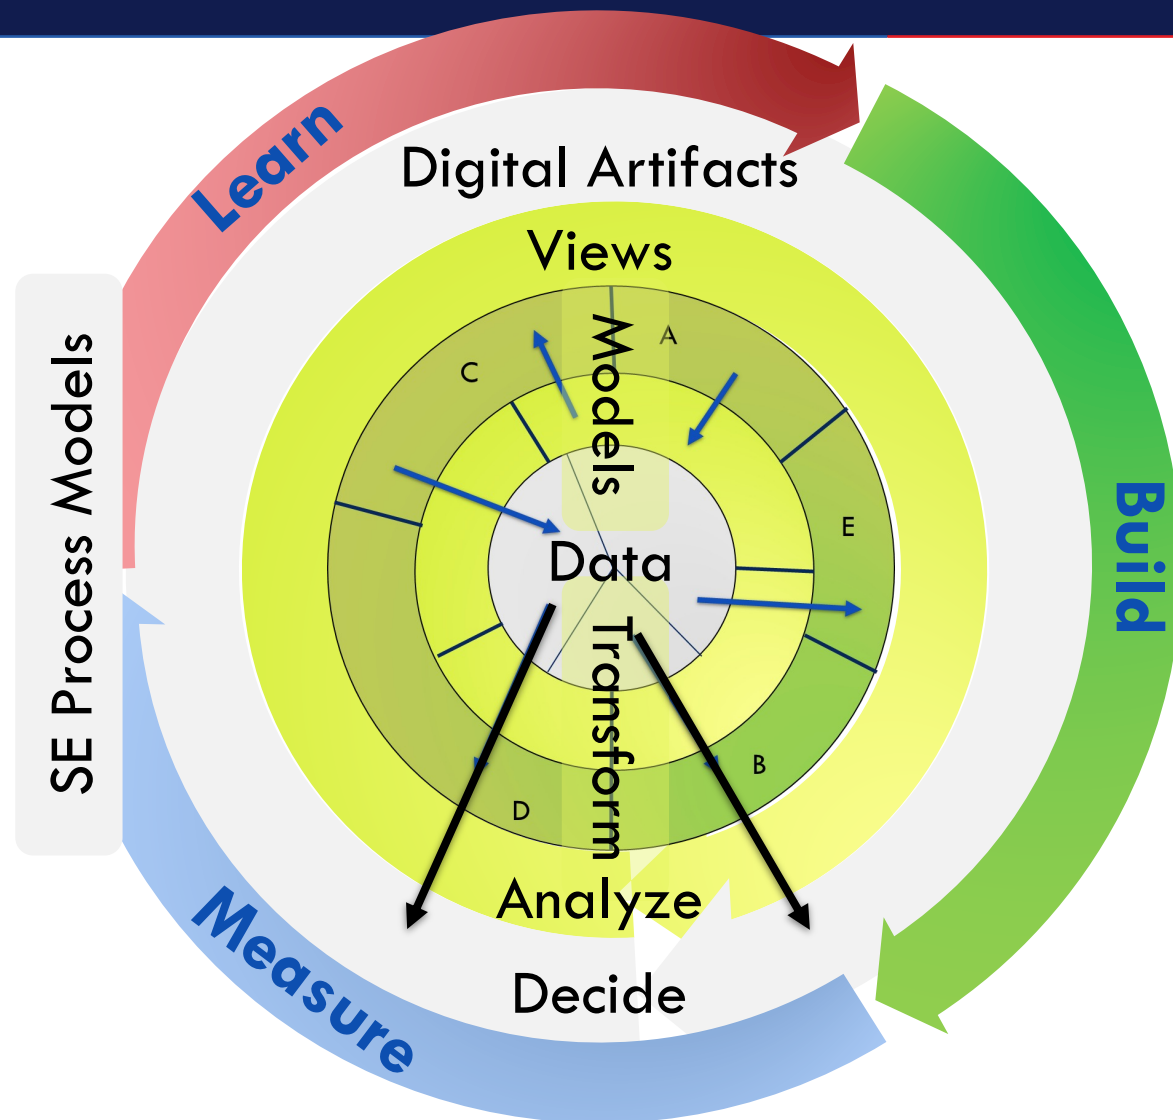 Learn
Digital Artifacts
Views
Models
A
C
SE Process Models
Build
E
Data
Transform
B
D
Analyze
Measure
Decide